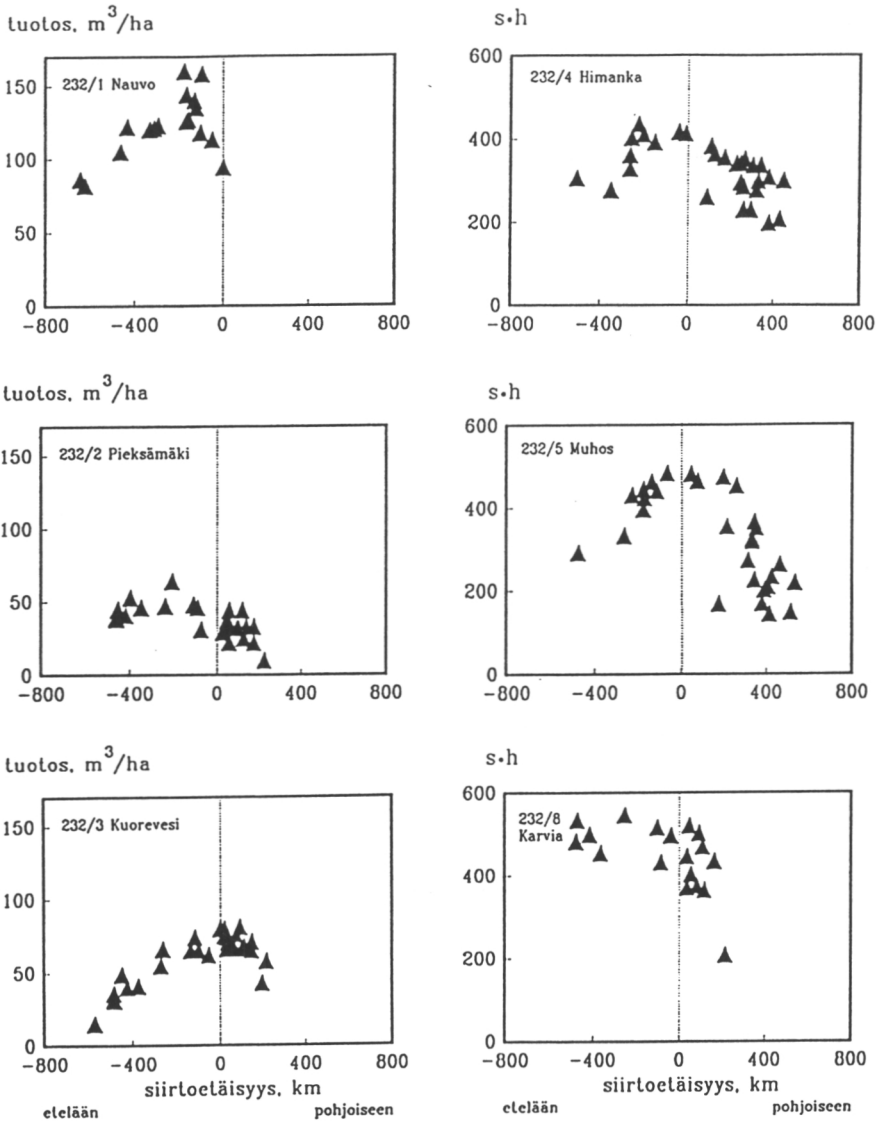 tuotos, m³/ha
150
100
50
0
232/1 Nauvo
-800 -400 0 400 800
s•h
600
400
200
0
232/4 Himanka
-800 -400 0 400 800
tuotos, m³/ha
150
100
50
0
232/2 Pieksämäki
-800 -400 0 400 800
s•h
600
400
200
0
232/5 Muhos
-800 -400 0 400 800
tuotos, m³/ha
150
100
50
0
232/3 Kuorevesi
-800 -400 0 400 800
siirtoetäisyys, km
etelään pohjoiseen
s•h
600
400
200
0
232/8
Karvia
-800 -400 0 400 800
siirtoetäisyys, km
etelään pohjoiseen